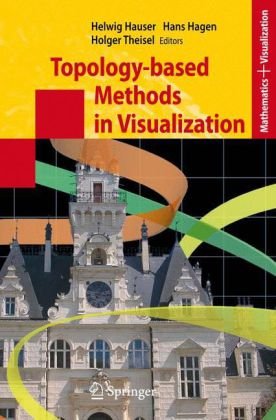 Helwig Hauser Hans Hagen
Holger Theisel Editors
Topology-based
Methods
in Visualization
Mathematics + Visualization
Springer